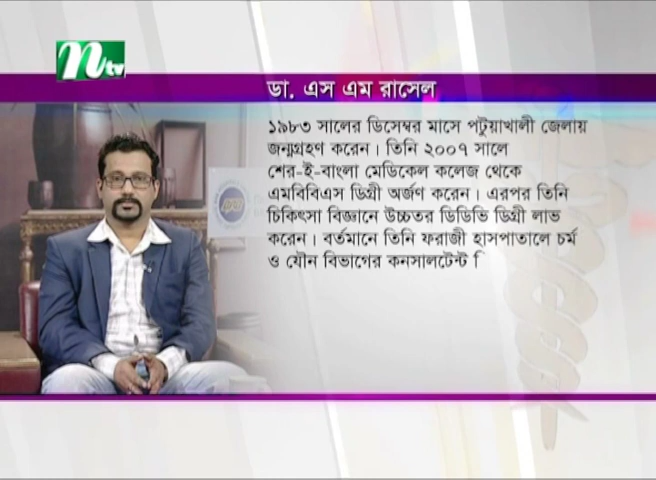 ntv
ডা. এস এম রাসেল
১৯৮৩ সালের ডিসেম্বর মাসে পটুয়াখালী জেলায়
জন্মগ্রহণ করেন। তিনি ২০০৭ সালে
শের-ই-বাংলা মেডিকেল কলেজ থেকে
এমবিবিএস ডিগ্রী অর্জণ করেন। এরপর তিনি
চিকিৎসা বিজ্ঞানে উচ্চতর ডিডিভি ডিগ্রী লাভ
করেন। বর্তমানে তিনি ফরাজী হাসপাতালে চর্ম
ও যৌন বিভাগের কনসালটেন্ট ি